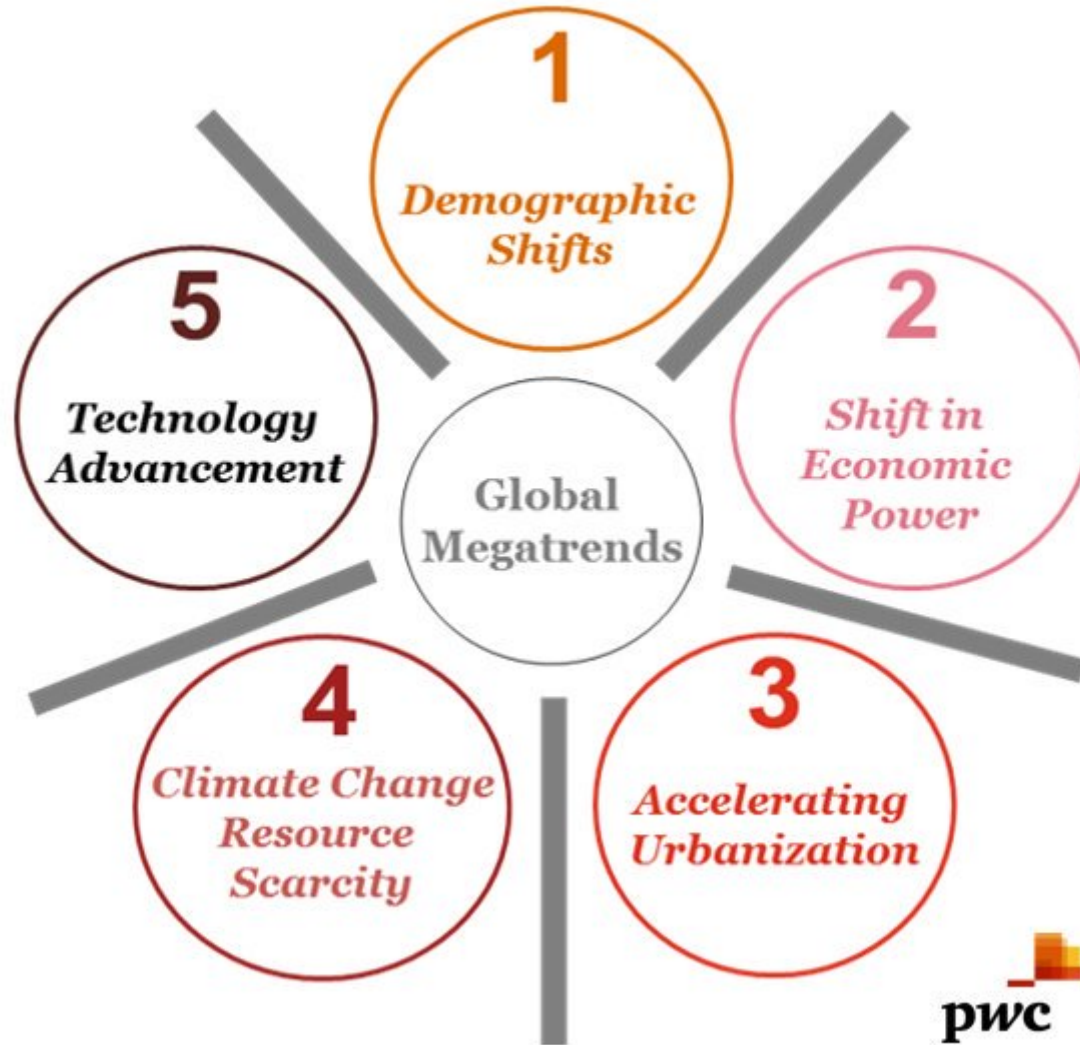 1
Demographic
Shifts
2
Shift in
Economic
Power
3
Accelerating
Urbanization
4
Climate Change
Resource
Scarcity
5
Technology
Advancement
Global
Megatrends
pwc